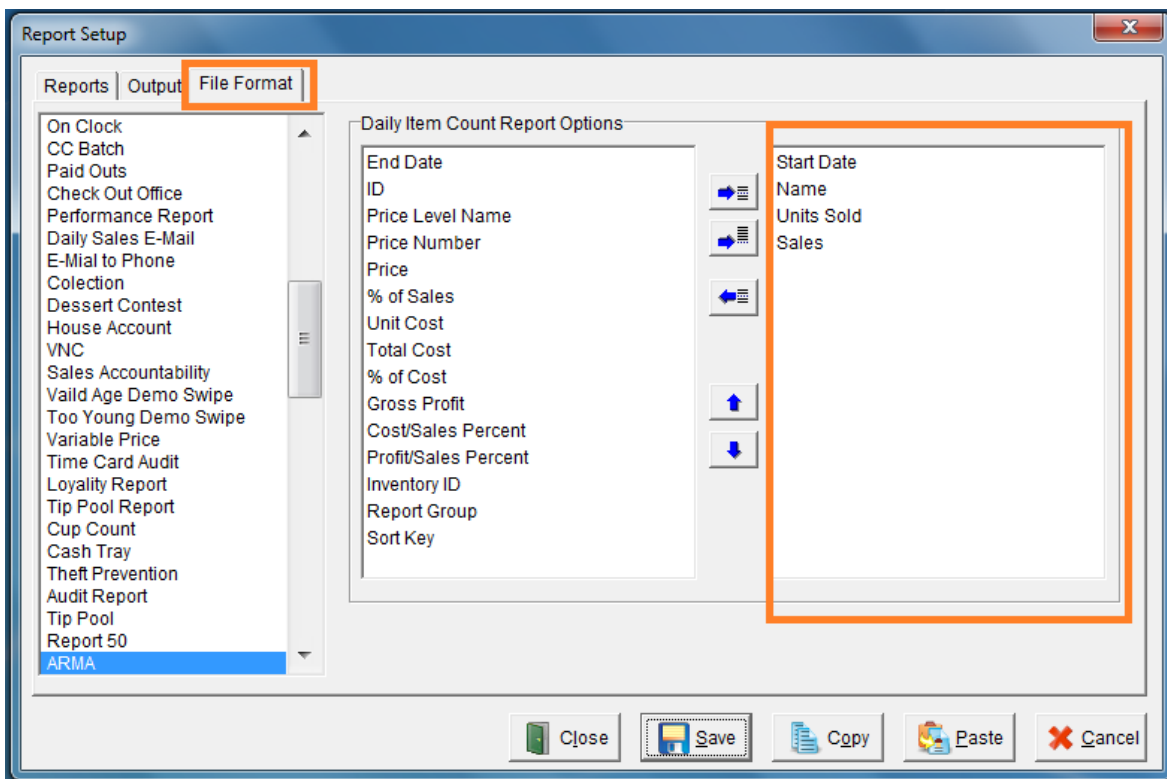 Report Setup
Reports
Output
File Format
On Clock
CC Batch
Paid Outs
Check Out Office
Performance Report
Daily Sales E-Mail
E-Mial to Phone
Colection
Dessert Contest
House Account
VNC
Sales Accountability
Vaild Age Demo Swipe
Too Young Demo Swipe
Variable Price
Time Card Audit
Loyality Report
Tip Pool Report
Cup Count
Cash Tray
Theft Prevention
Audit Report
Tip Pool
Report 50
ARMA
Daily Item Count Report Options
End Date
ID
Price Level Name
Price Number
Price
% of Sales
Unit Cost
Total Cost
% of Cost
Gross Profit
Cost/Sales Percent
Profit/Sales Percent
Inventory ID
Report Group
Sort Key
Start Date
Name
Units Sold
Sales
Close
Save
Copy
Paste
Cancel